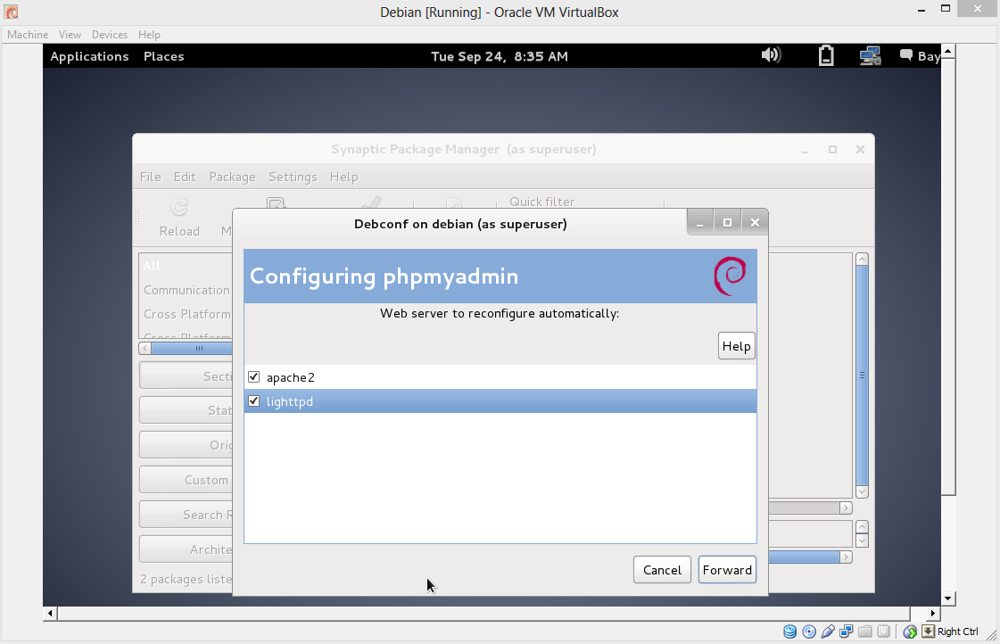 Debian [Running] - Oracle VM VirtualBox
Machine View Devices Help
Applications Places Tue Sep 24, 8:35 AM Bay
Synaptic Package Manager (as superuser)
File Edit Package Settings Help
Quick filter
Reload M
Debconf on debian (as superuser)
All
Communication
Cross Platform
Cross Platform
Configuring phpmyadmin
Web server to reconfigure automatically:
Help
apache2
lighttpd
Secti
Stat
Orig
Custom
Search R
Archite
2 packages liste
Cancel Forward
Right Ctrl